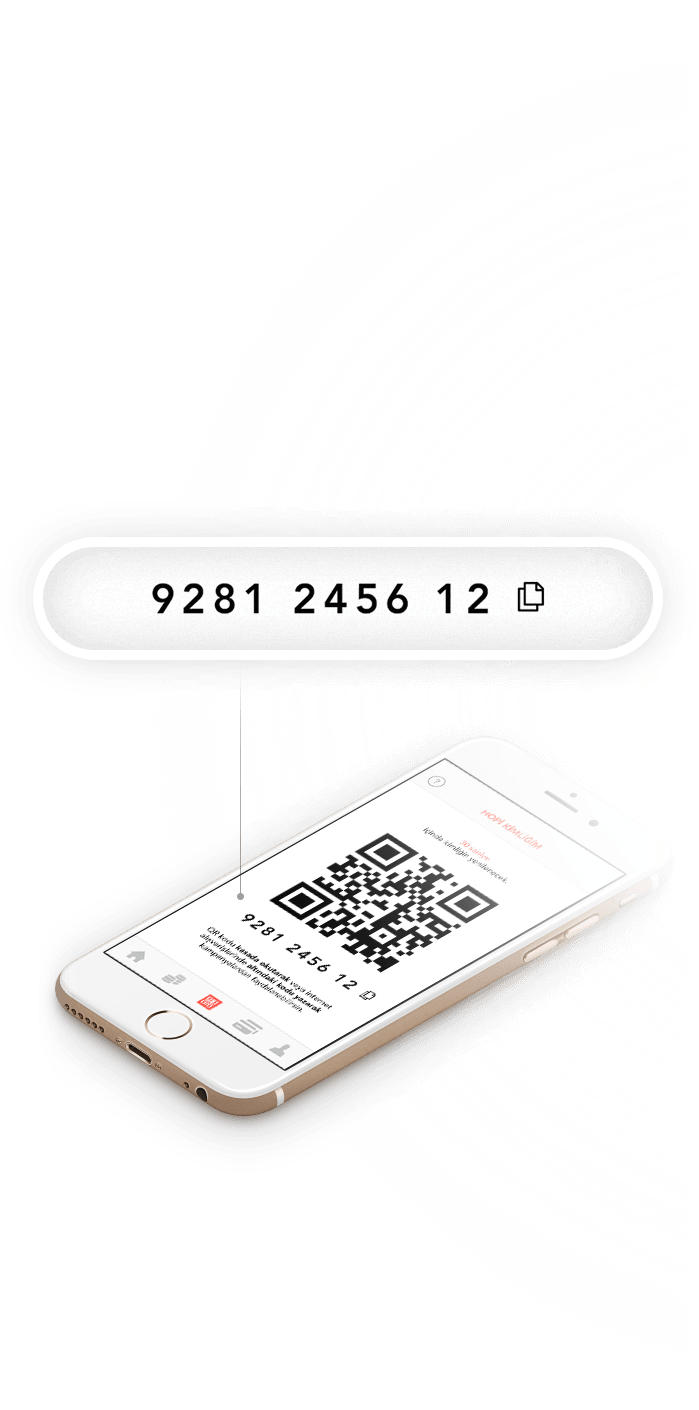 9281 2456 12
?
HOPİ KİMLİĞİM
30 saniye
içinde kimliğin yenilenecek.
9281 2456 12
QR kodu kasada okutarak veya internet
alışverişlerinde altındaki kodu yazarak
kampanyalardan faydalanabilirsin.